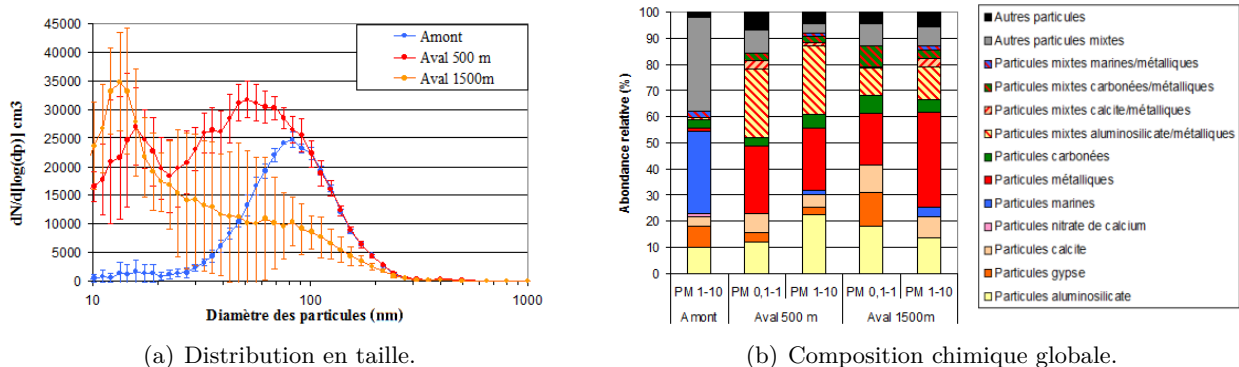 45000
40000
35000
30000
25000
20000
15000
10000
5000
0
dN/d[log(dp)] cm3
Amont
Aval 500 m
Aval 1500m
10
100
1000
Diamètre des particules (nm)
(a) Distribution en taille.
100
90
80
70
60
50
40
30
20
10
0
Abondance relative (%)
PM 1-10
PM 0,1-1
PM 1-10
PM 0,1-1
PM 1-10
Amont
Aval 500 m
Aval 1500m
Autres particules
Autres particules mixtes
Particules mixtes marines/métalliques
Particules mixtes carbonées/métalliques
Particules mixtes calcite/métalliques
Particules mixtes aluminosilicate/métalliques
Particules carbonées
Particules métalliques
Particules marines
Particules nitrate de calcium
Particules calcite
Particules gypse
Particules aluminosilicate
(b) Composition chimique globale.